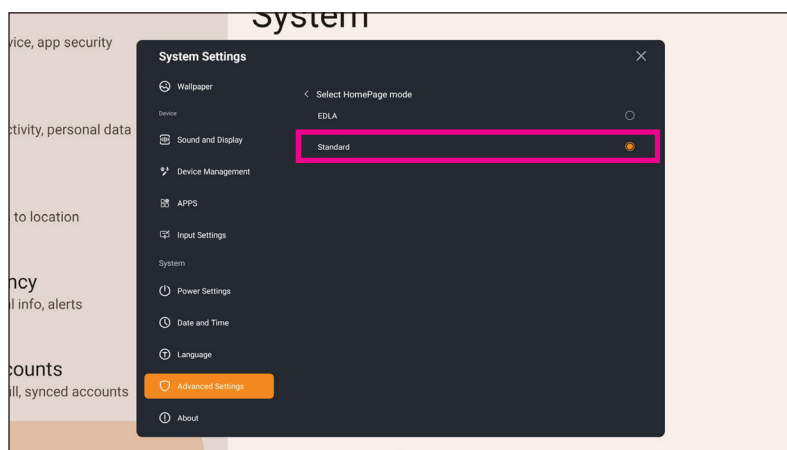 System
vice, app security
ctivity, personal data
to location
ncy
al info, alerts
counts
ill, synced accounts
System Settings
Wallpaper
Device
Sound and Display
Device Management
APPS
Input Settings
System
Power Settings
Date and Time
Language
Advanced Settings
About
Select HomePage mode
EDLA
Standard